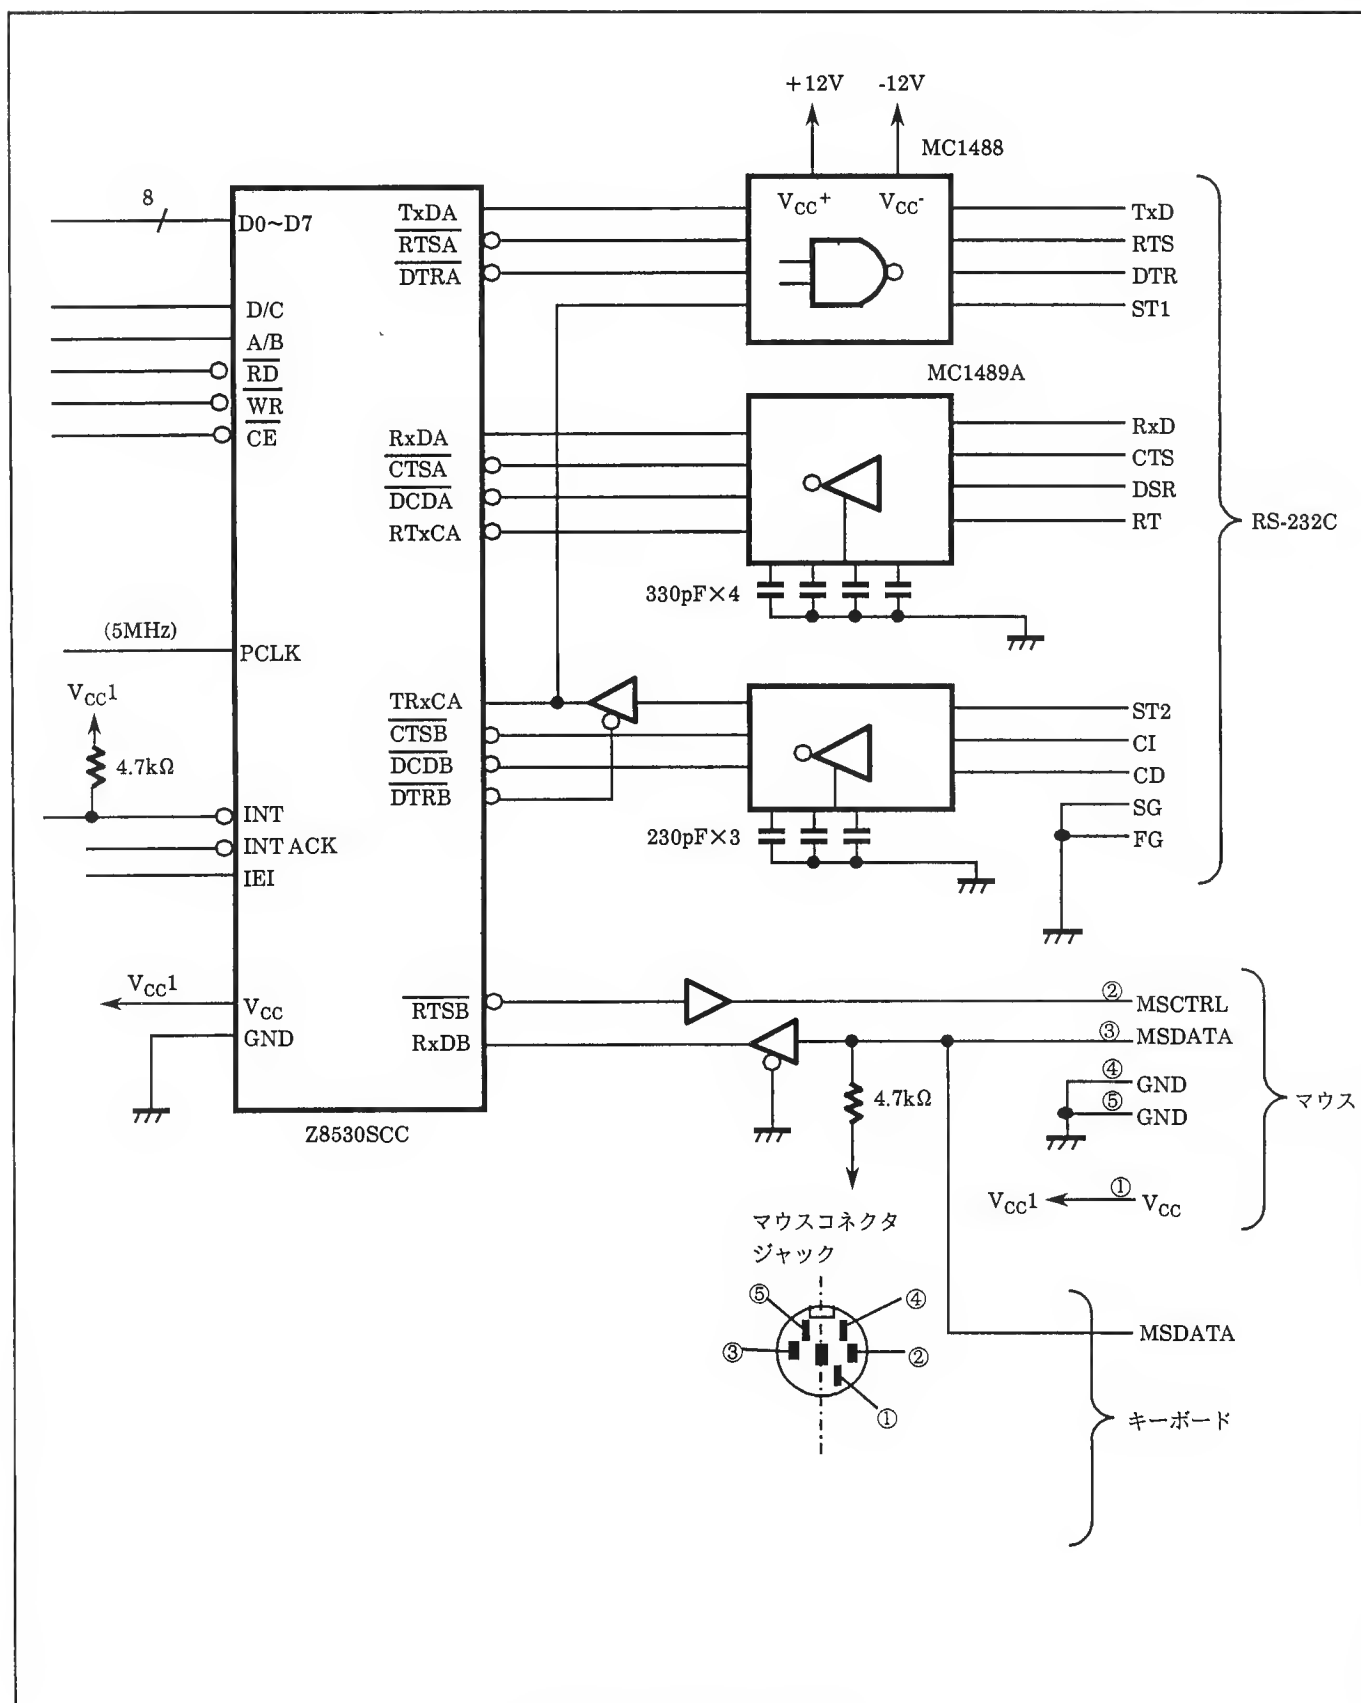 +12V
-12V
MC1488
8
D0~D7
TxDA
RTSA
DTRA
VCC+
VCC-
TxD
RTS
DTR
ST1
D/C
A/B
RD
WR
CE
MC1489A
RxDA
CTSA
DCDA
RTxCA
RxD
CTS
DSR
RT
RS-232C
330pF×4
(5MHz)
PCLK
VCC1
4.7kΩ
TRxCA
CTSB
DCDB
DTRB
ST2
CI
CD
SG
FG
INT
INT ACK
IEI
230pF×3
VCC1
VCC
GND
RTSB
RxDB
② MSCTRL
③ MSDATA
④ GND
⑤ GND
マウス
4.7kΩ
Z8530SCC
VCC1
① VCC
マウスコネクタ
ジャック
⑤
④
③
②
①
MSDATA
キーボード